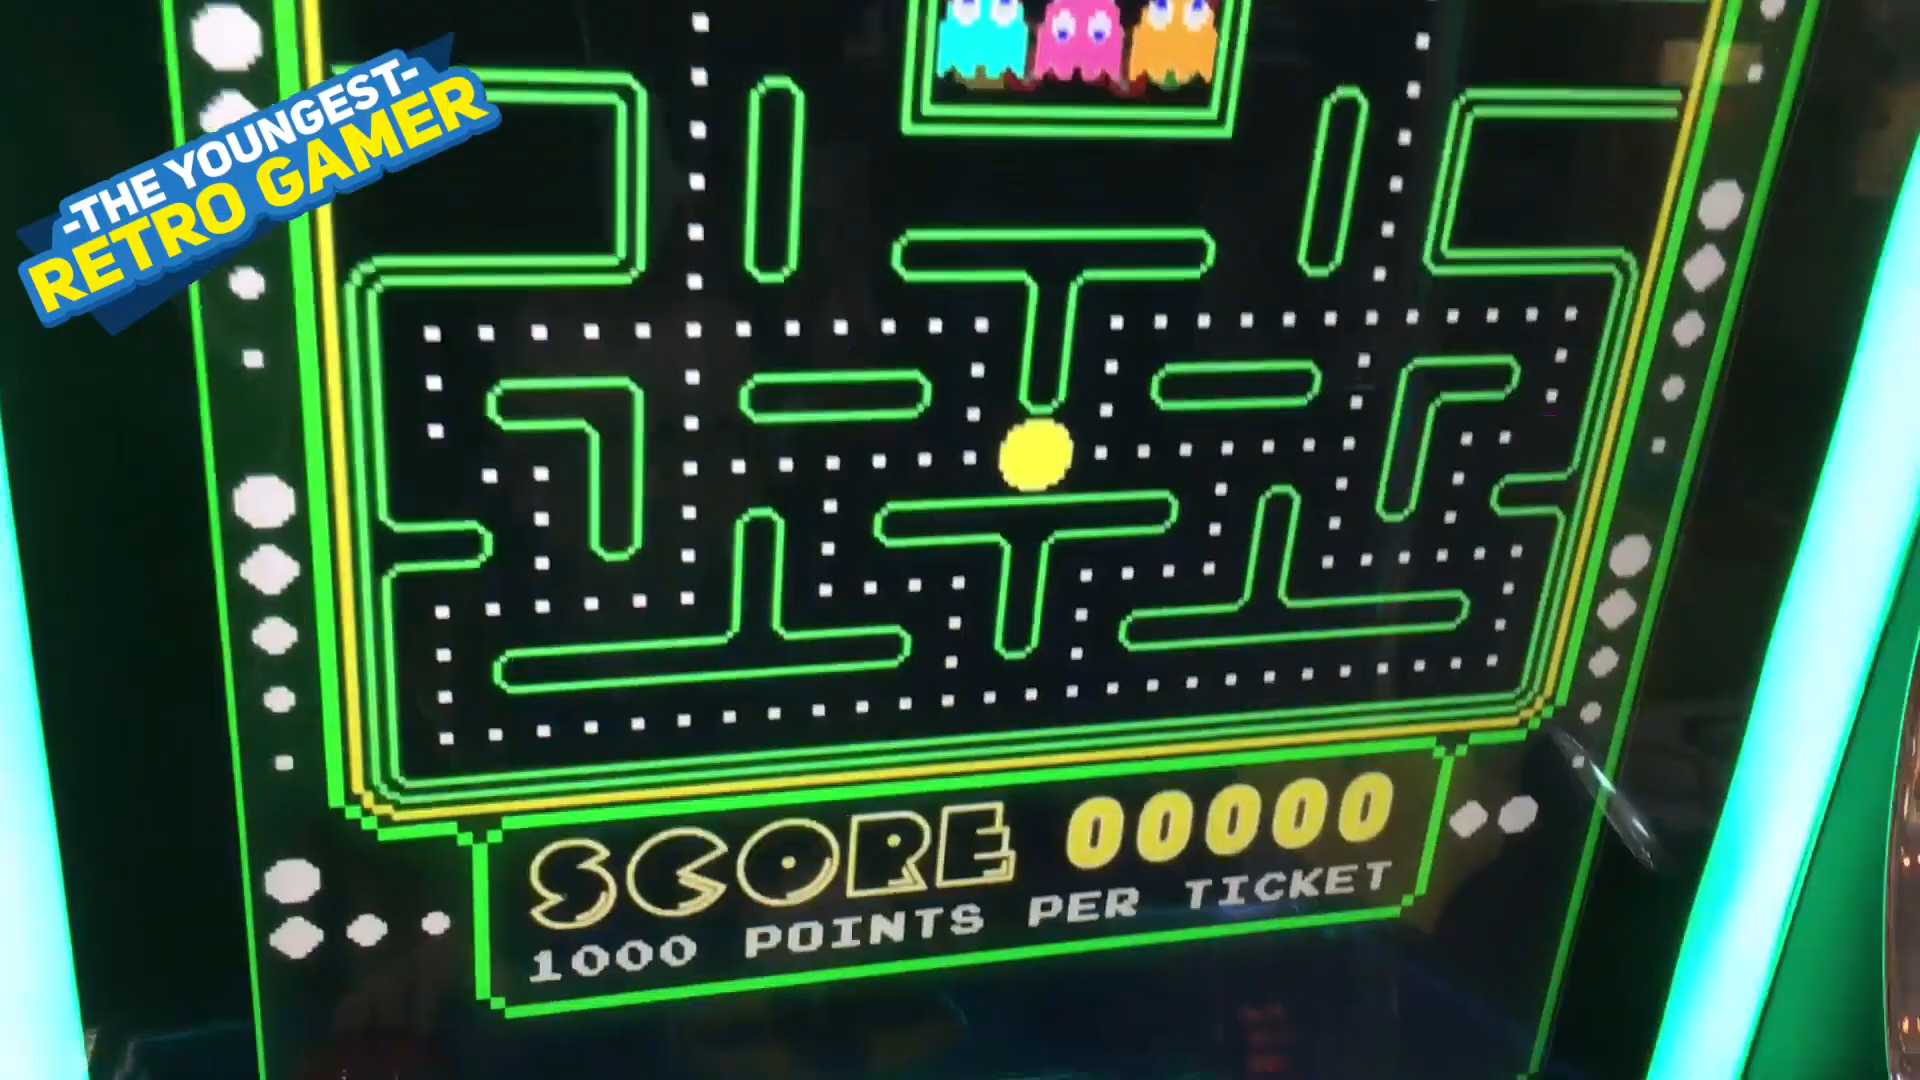 -THE YOUNGEST-
RETRO GAMER
SCORE 00000
1000 POINTS PER TICKET